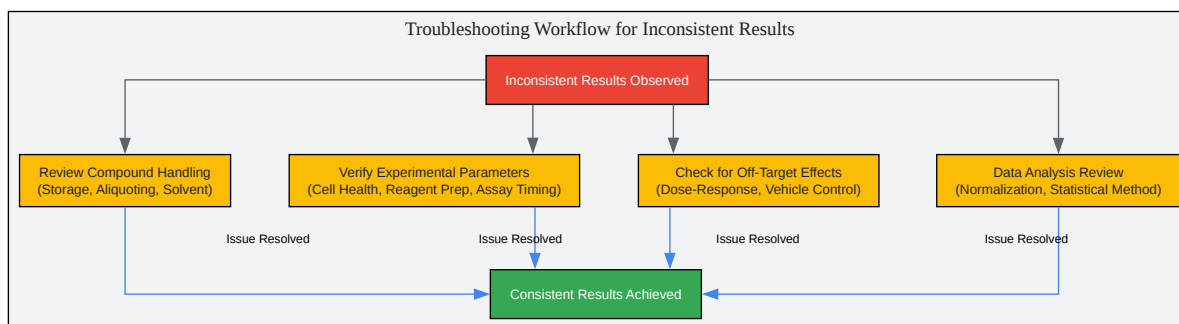 Troubleshooting Workflow for Inconsistent Results
Inconsistent Results Observed
Review Compound Handling
(Storage, Aliquoting, Solvent)
Verify Experimental Parameters
(Cell Health, Reagent Prep, Assay Timing)
Check for Off-Target Effects
(Dose-Response, Vehicle Control)
Data Analysis Review
(Normalization, Statistical Method)
Issue Resolved
Issue Resolved
Issue Resolved
Issue Resolved
Consistent Results Achieved